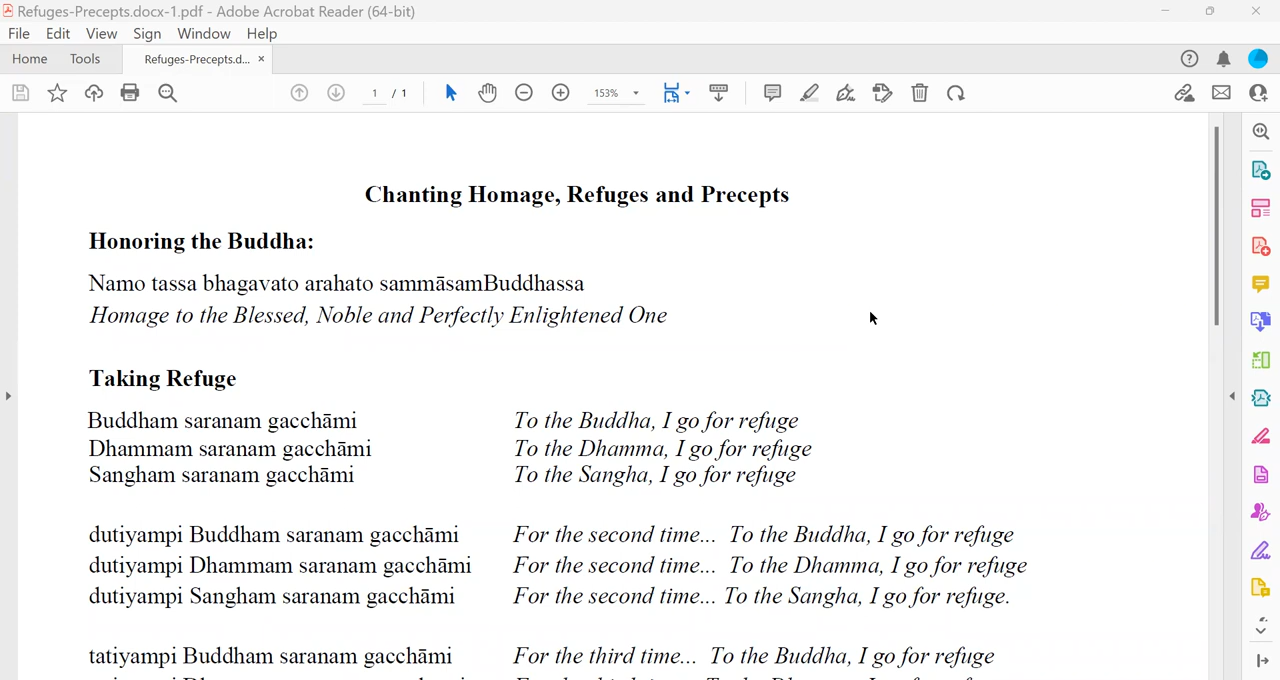 Refuges-Precepts.docx-1.pdf - Adobe Acrobat Reader (64-bit)
File Edit View Sign Window Help
Home Tools Refuges-Precepts.d... ×
1 / 1 153%
Chanting Homage, Refuges and Precepts
Honoring the Buddha:
Namo tassa bhagavato arahato sammāsamBuddhassa
Homage to the Blessed, Noble and Perfectly Enlightened One
Taking Refuge
Buddham saranam gacchāmi To the Buddha, I go for refuge
Dhammam saranam gacchāmi To the Dhamma, I go for refuge
Sangham saranam gacchāmi To the Sangha, I go for refuge
dutiyampi Buddham saranam gacchāmi For the second time... To the Buddha, I go for refuge
dutiyampi Dhammam saranam gacchāmi For the second time... To the Dhamma, I go for refuge
dutiyampi Sangham saranam gacchāmi For the second time... To the Sangha, I go for refuge.
tatiyampi Buddham saranam gacchāmi For the third time... To the Buddha, I go for refuge